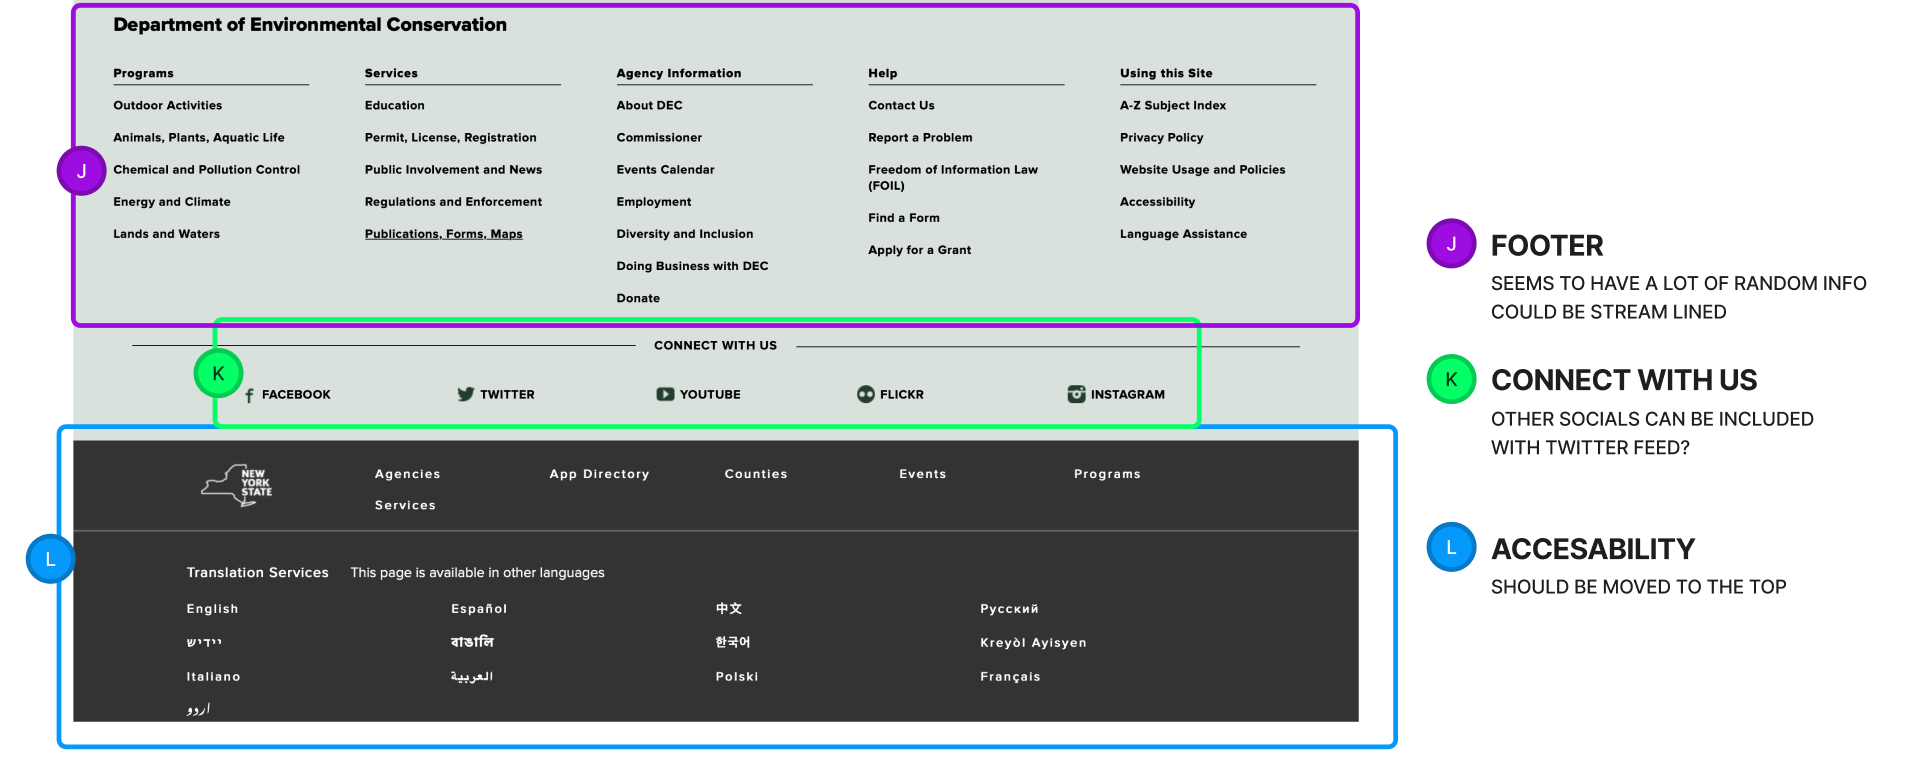 Department of Environmental Conservation
Programs
Outdoor Activities
Animals, Plants, Aquatic Life
Chemical and Pollution Control
Energy and Climate
Lands and Waters
Services
Education
Permit, License, Registration
Public Involvement and News
Regulations and Enforcement
Publications, Forms, Maps
Agency Information
About DEC
Commissioner
Events Calendar
Employment
Diversity and Inclusion
Doing Business with DEC
Donate
Help
Contact Us
Report a Problem
Freedom of Information Law
(FOIL)
Find a Form
Apply for a Grant
Using this Site
A-Z Subject Index
Privacy Policy
Website Usage and Policies
Accessibility
Language Assistance
J
CONNECT WITH US
K
FACEBOOK
TWITTER
YOUTUBE
FLICKR
INSTAGRAM
L
NEW
YORK
STATE
Agencies
App Directory
Counties
Events
Programs
Services
Translation Services This page is available in other languages
English
Español
中文
Русский
יידיש
বাঙালি
한국어
Kreyòl Ayisyen
Italiano
العربية
Polski
Français
اردو
J
FOOTER
SEEMS TO HAVE A LOT OF RANDOM INFO
COULD BE STREAM LINED
K
CONNECT WITH US
OTHER SOCIALS CAN BE INCLUDED
WITH TWITTER FEED?
L
ACCESABILITY
SHOULD BE MOVED TO THE TOP